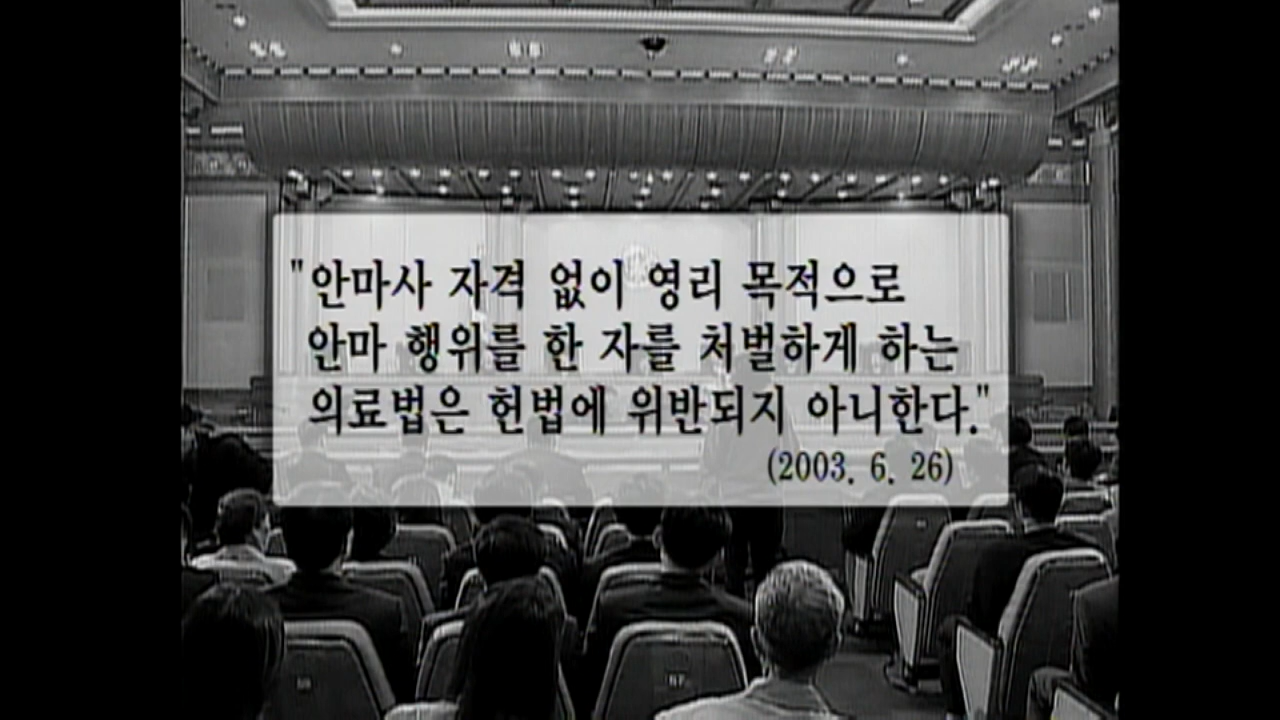 "안마사 자격 없이 영리 목적으로
안마 행위를 한 자를 처벌하게 하는
의료법은 헌법에 위반되지 아니한다."
(2003. 6. 26)